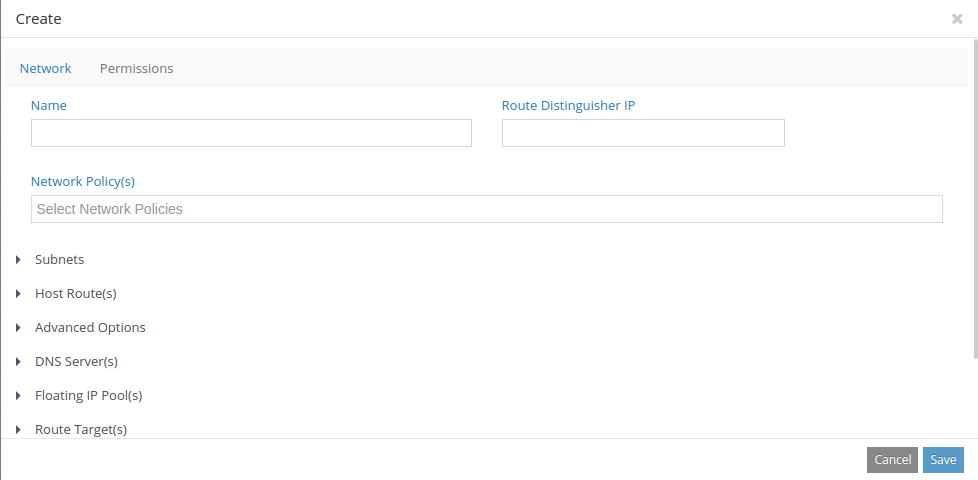 Create
Network Permissions
Name Route Distinguisher IP
Network Policy(s)
Select Network Policies
Subnets
Host Route(s)
Advanced Options
DNS Server(s)
Floating IP Pool(s)
Route Target(s)
Cancel Save